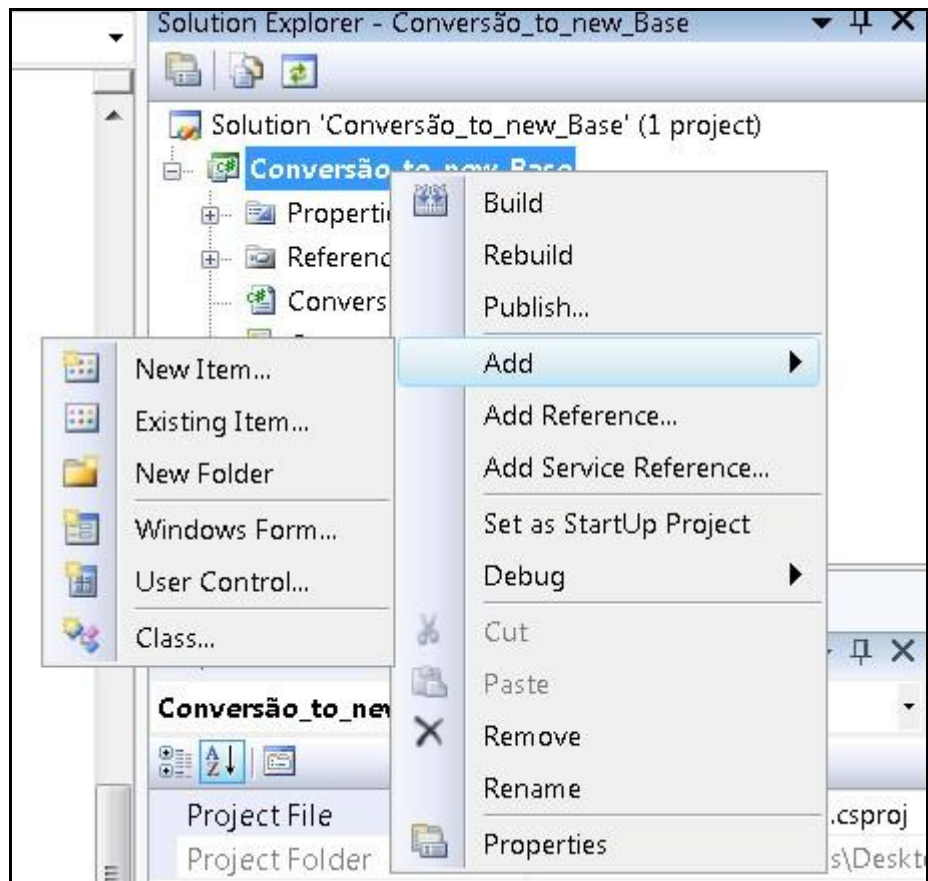 Solution Explorer - Conversão_to_new_Base
Solution 'Conversão_to_new_Base' (1 project)
Conversão_to_new_Base
Build
Rebuild
Publish...
Add
Add Reference...
Add Service Reference...
Set as StartUp Project
Debug
Cut
Paste
Remove
Rename
Properties
New Item...
Existing Item...
New Folder
Windows Form...
User Control...
Class...
Project File
.csproj
Project Folder